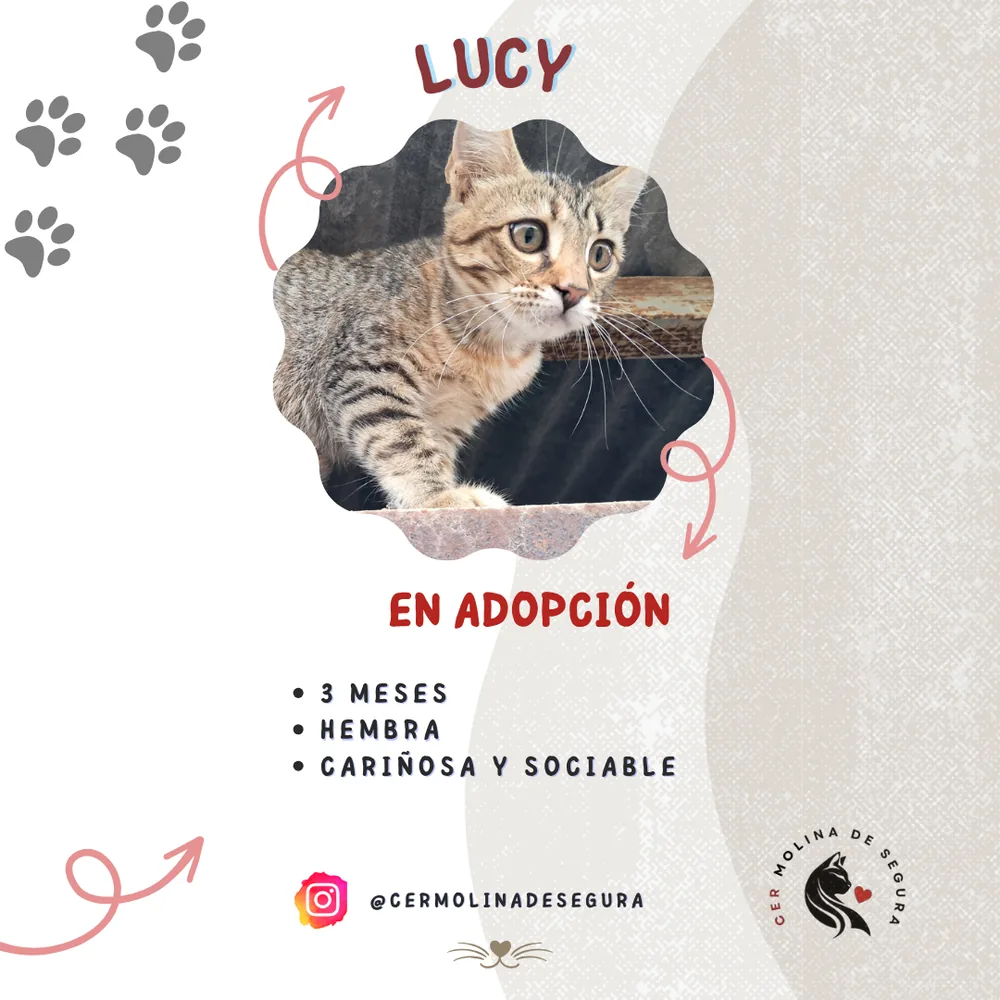 LUCY
EN ADOPCIÓN
• 3 MESES
• HEMBRA
• CARIÑOSA Y SOCIABLE
@CERMOLINADESEGURA
CER MOLINA DE SEGURA